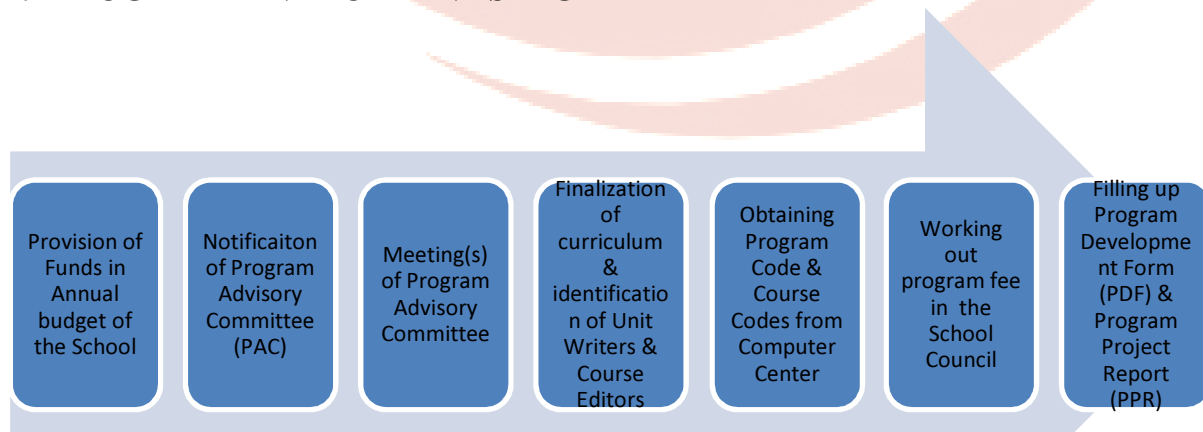 Provision of
Funds in
Annual
budget of
the School
Notificaiton
of Program
Advisory
Committee
(PAC)
Meeting(s)
of Program
Advisory
Committee
Finalization
of
curriculum
&
identificatio
n of Unit
Writers &
Course
Editors
Obtaining
Program
Code &
Course
Codes from
Computer
Center
Working
out
program fee
in the
School
Council
Filling up
Program
Developme
nt Form
(PDF) &
Program
Project
Report
(PPR)